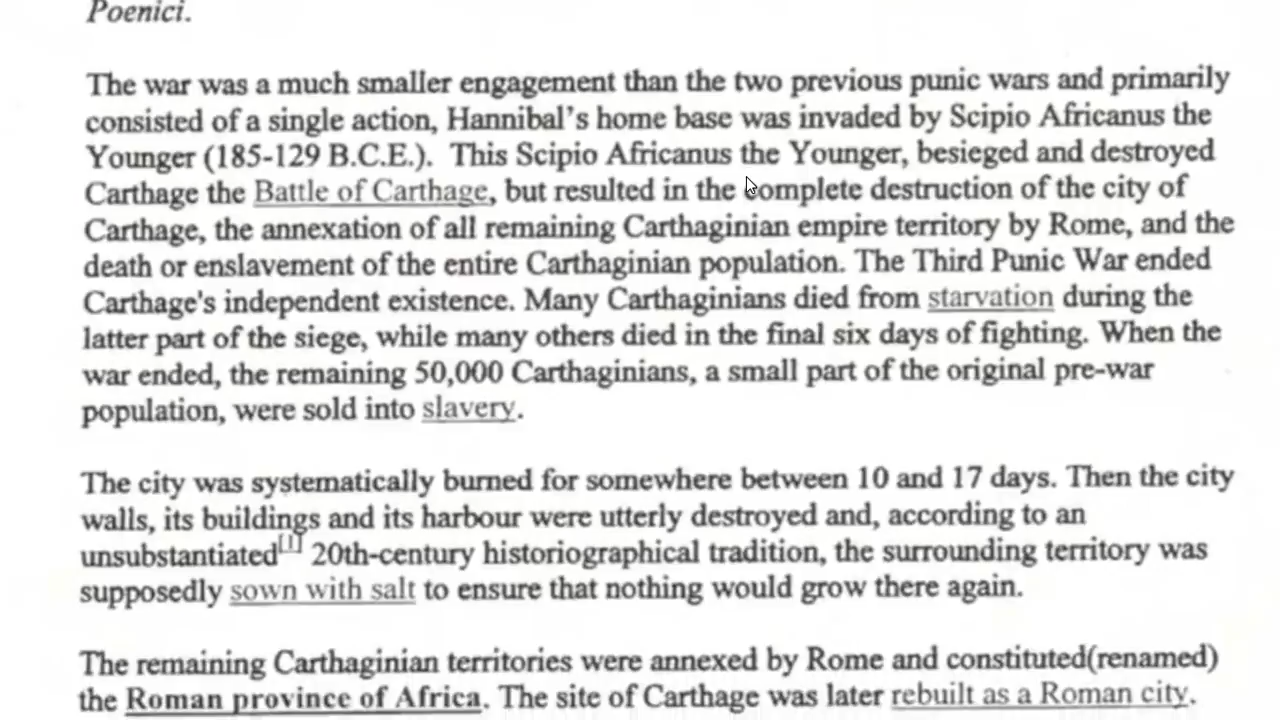 Poenici.
The war was a much smaller engagement than the two previous punic wars and primarily
consisted of a single action, Hannibal's home base was invaded by Scipio Africanus the
Younger (185-129 B.C.E.).  This Scipio Africanus the Younger, besieged and destroyed
Carthage the Battle of Carthage, but resulted in the complete destruction of the city of
Carthage, the annexation of all remaining Carthaginian empire territory by Rome, and the
death or enslavement of the entire Carthaginian population. The Third Punic War ended
Carthage's independent existence. Many Carthaginians died from starvation during the
latter part of the siege, while many others died in the final six days of fighting. When the
war ended, the remaining 50,000 Carthaginians, a small part of the original pre-war
population, were sold into slavery.
The city was systematically burned for somewhere between 10 and 17 days. Then the city
walls, its buildings and its harbour were utterly destroyed and, according to an
unsubstantiated[1] 20th-century historiographical tradition, the surrounding territory was
supposedly sown with salt to ensure that nothing would grow there again.
The remaining Carthaginian territories were annexed by Rome and constituted(renamed)
the Roman province of Africa. The site of Carthage was later rebuilt as a Roman city.